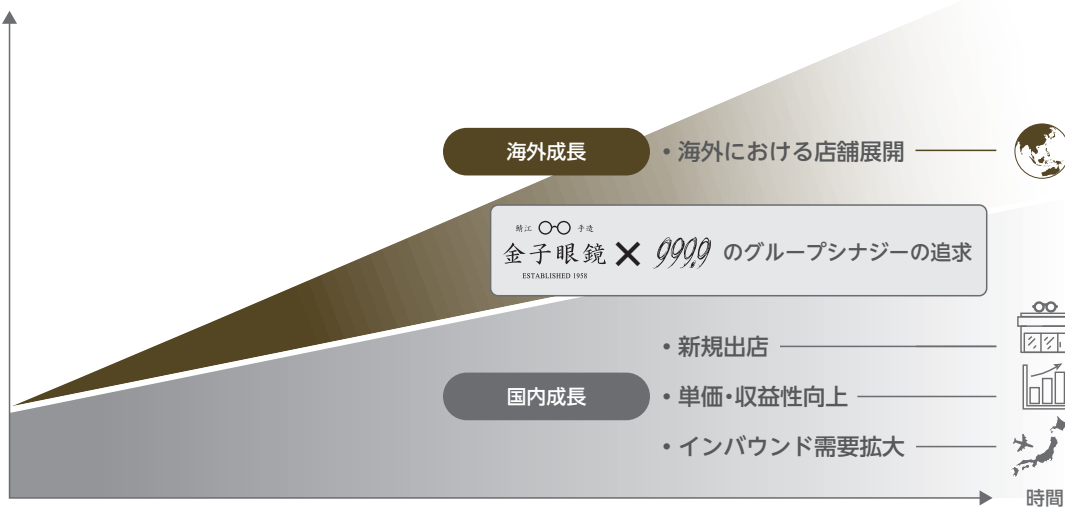 海外成長
・海外における店舗展開
鯖江 手造
金子眼鏡
ESTABLISHED 1958
× 999.9 のグループシナジーの追求
・新規出店
国内成長
・単価・収益性向上
・インバウンド需要拡大
時間